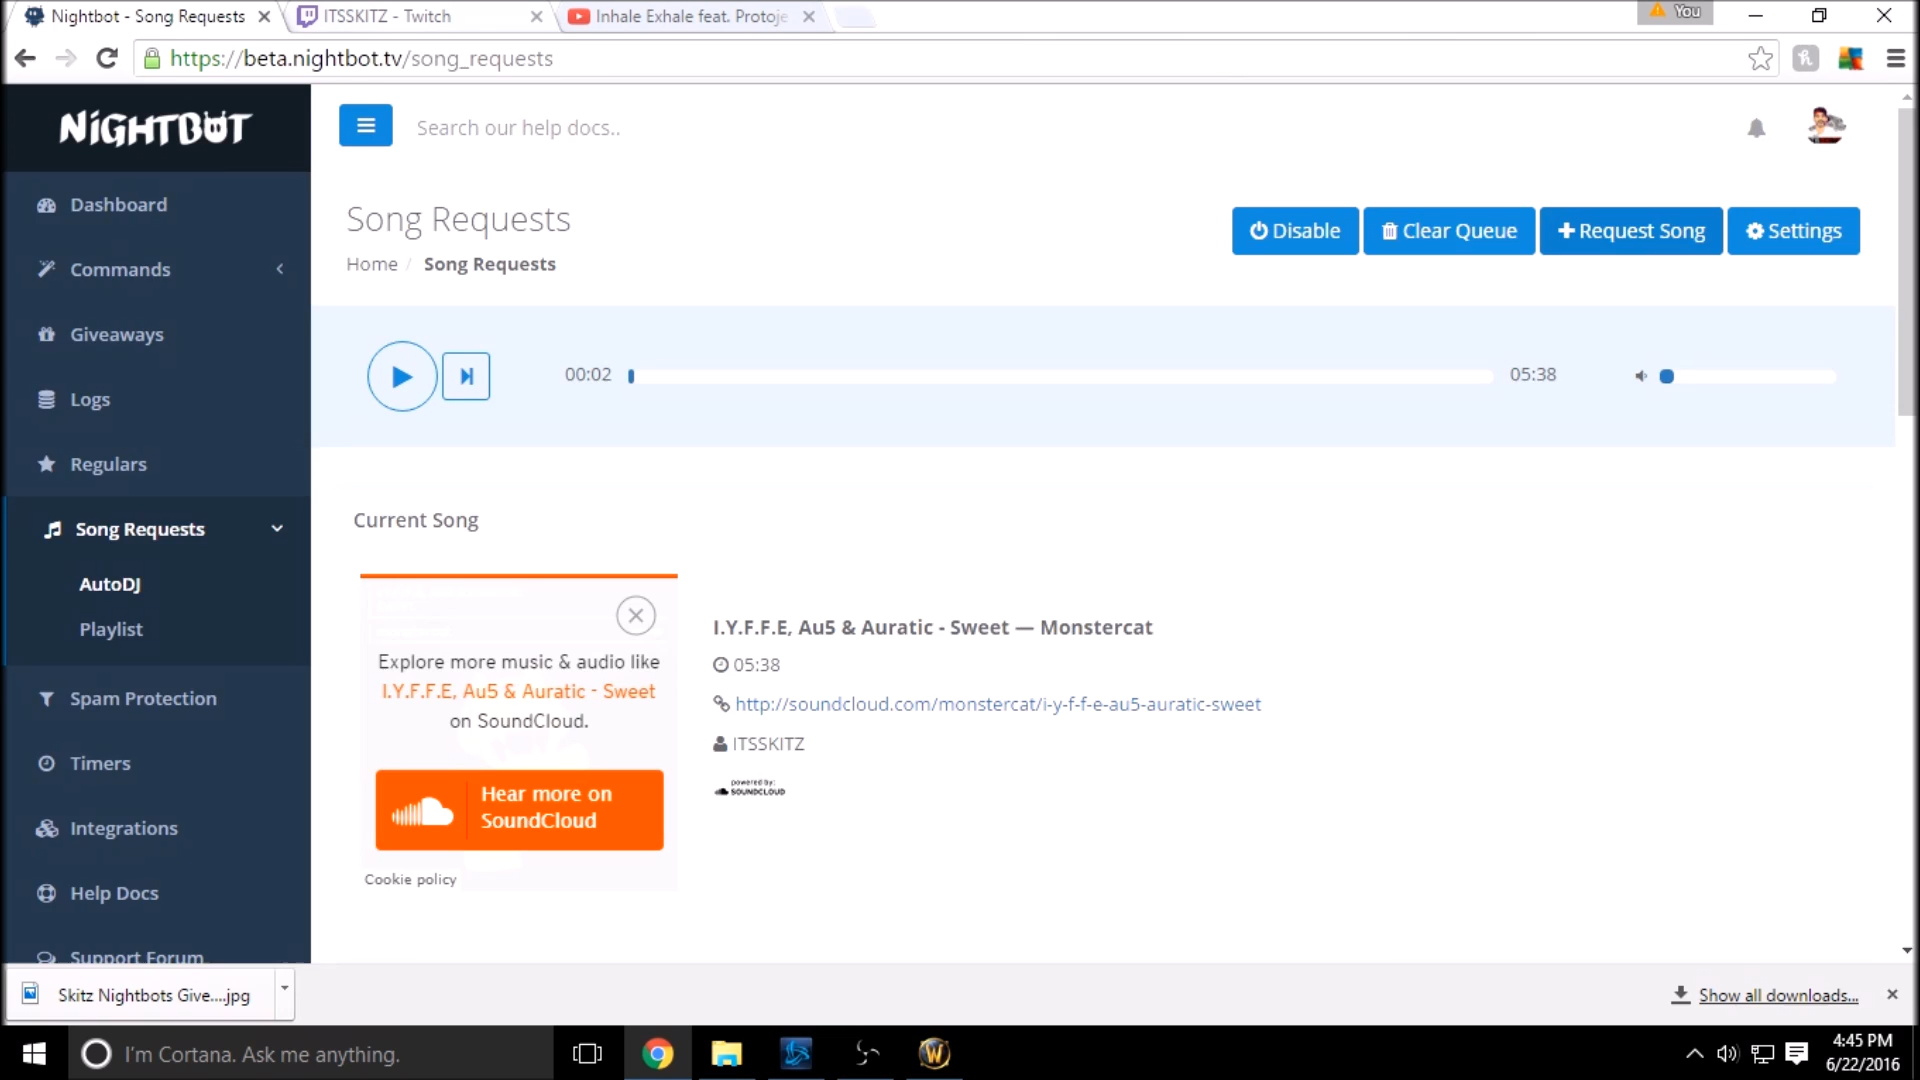 Nightbot - Song Requests
ITSSKITZ - Twitch
Inhale Exhale feat. Protoje
You
https://beta.nightbot.tv/song_requests
NIGHTBOT
Search our help docs..
Dashboard
Commands
Giveaways
Logs
Regulars
Song Requests
AutoDJ
Playlist
Spam Protection
Timers
Integrations
Help Docs
Support Forum
Song Requests
Home / Song Requests
Disable
Clear Queue
Request Song
Settings
00:02
05:38
Current Song
Explore more music & audio like
I.Y.F.F.E, Au5 & Auratic - Sweet
on SoundCloud.
Hear more on
SoundCloud
Cookie policy
I.Y.F.F.E, Au5 & Auratic - Sweet — Monstercat
05:38
http://soundcloud.com/monstercat/i-y-f-f-e-au5-auratic-sweet
ITSSKITZ
powered by:
SOUNDCLOUD
Skitz Nightbots Give....jpg
Show all downloads...
I'm Cortana. Ask me anything.
4:45 PM
6/22/2016